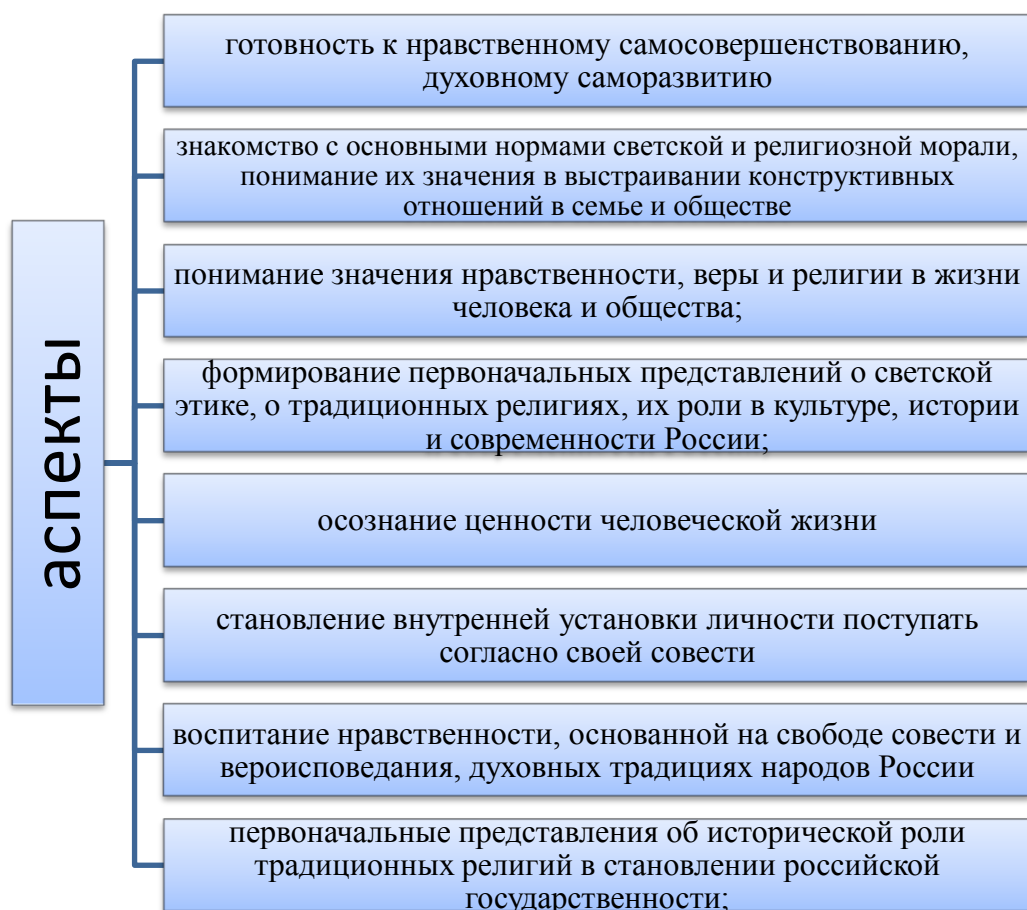 аспекты
готовность к нравственному самосовершенствованию,
духовному саморазвитию
знакомство с основными нормами светской и религиозной морали,
понимание их значения в выстраивании конструктивных
отношений в семье и обществе
понимание значения нравственности, веры и религии в жизни
человека и общества;
формирование первоначальных представлений о светской
этике, о традиционных религиях, их роли в культуре, истории
и современности России;
осознание ценности человеческой жизни
становление внутренней установки личности поступать
согласно своей совести
воспитание нравственности, основанной на свободе совести и
вероисповедания, духовных традициях народов России
первоначальные представления об исторической роли
традиционных религий в становлении российской
государственности;